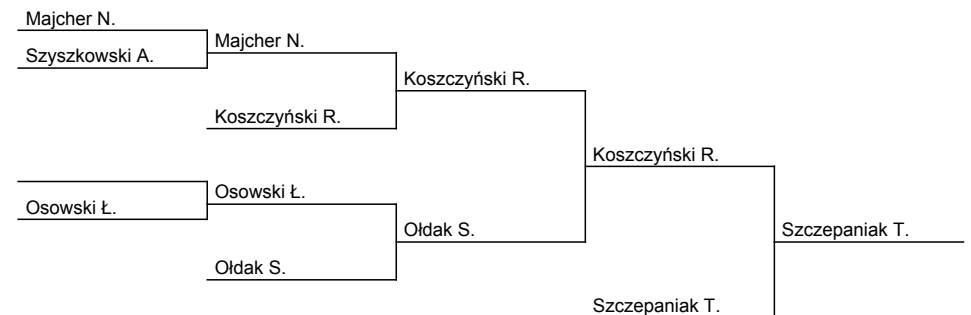 Majcher N.
Szyszkowski A.
Majcher N.
Koszczyński R.
Koszczyński R.
Koszczyński R.
Osowski Ł.
Osowski Ł.
Ołdak S.
Ołdak S.
Szczepaniak T.
Szczepaniak T.